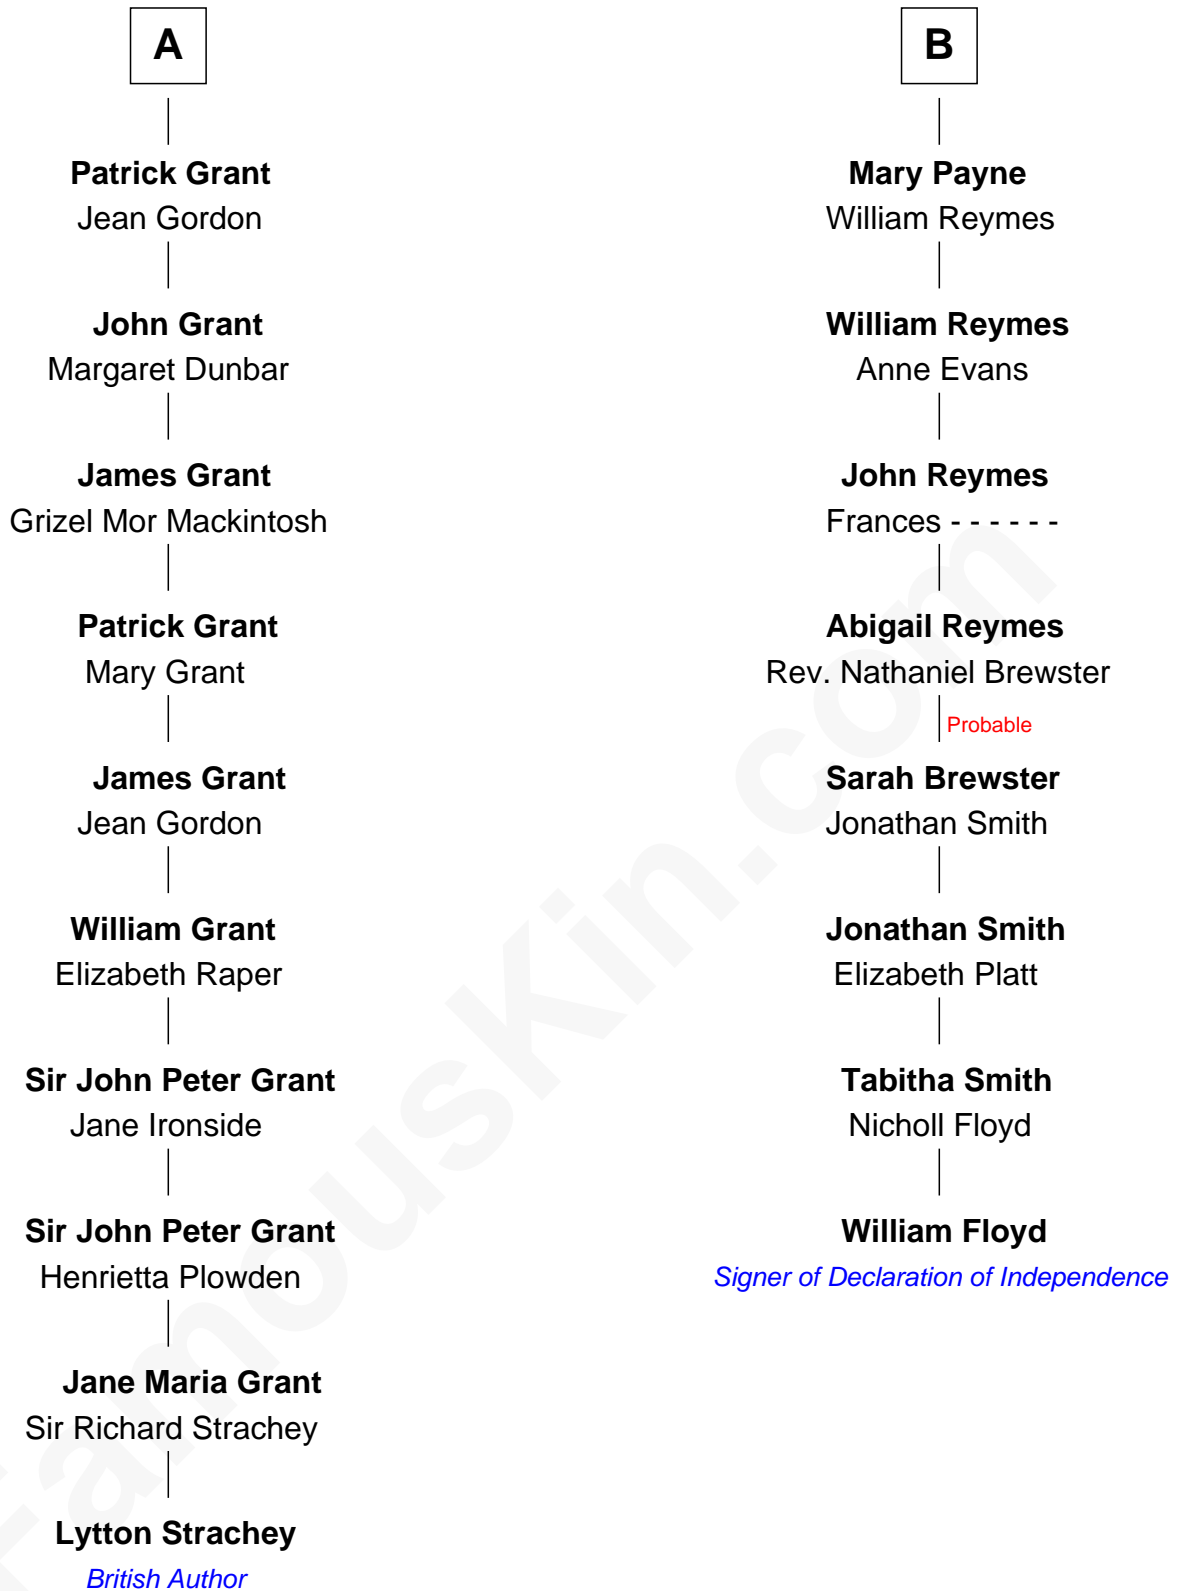 A
Patrick Grant
Jean Gordon
John Grant
Margaret Dunbar
James Grant
Grizel Mor Mackintosh
Patrick Grant
Mary Grant
James Grant
Jean Gordon
William Grant
Elizabeth Raper
Sir John Peter Grant
Jane Ironside
Sir John Peter Grant
Henrietta Plowden
Jane Maria Grant
Sir Richard Strachey
Lytton Strachey
British Author
B
Mary Payne
William Reymes
William Reymes
Anne Evans
John Reymes
Frances - - - - - -
Abigail Reymes
Rev. Nathaniel Brewster
Probable
Sarah Brewster
Jonathan Smith
Jonathan Smith
Elizabeth Platt
Tabitha Smith
Nicholl Floyd
William Floyd
Signer of Declaration of Independence
FamousKin.com